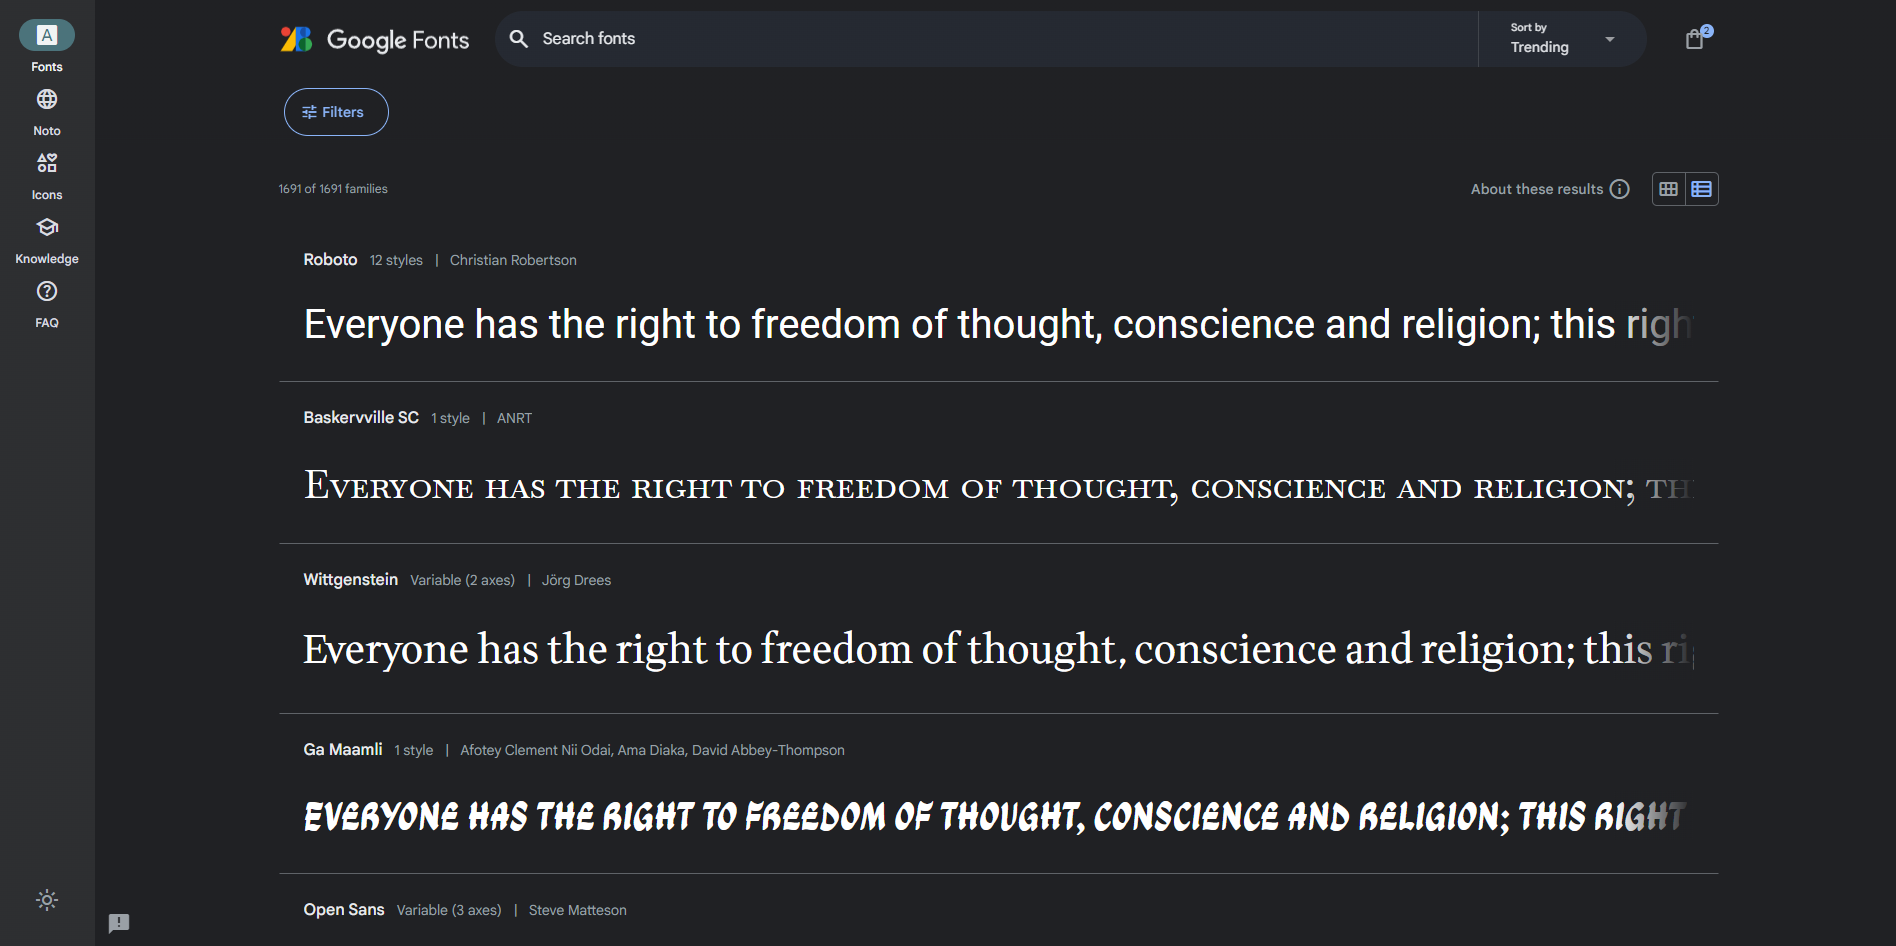 A
Fonts
Noto
Icons
Knowledge
FAQ
Google Fonts
Search fonts
Sort by
Trending
2
Filters
1691 of 1691 families
About these results
Roboto 12 styles | Christian Robertson
Everyone has the right to freedom of thought, conscience and religion; this righ
Baskervville SC 1 style | ANRT
Everyone has the right to freedom of thought, conscience and religion; th
Wittgenstein Variable (2 axes) | Jörg Drees
Everyone has the right to freedom of thought, conscience and religion; this ri
Ga Maamli 1 style | Afotey Clement Nii Odai, Ama Diaka, David Abbey-Thompson
EVERYONE HAS THE RIGHT TO FREEDOM OF THOUGHT, CONSCIENCE AND RELIGION; THIS RIGHT
Open Sans Variable (3 axes) | Steve Matteson